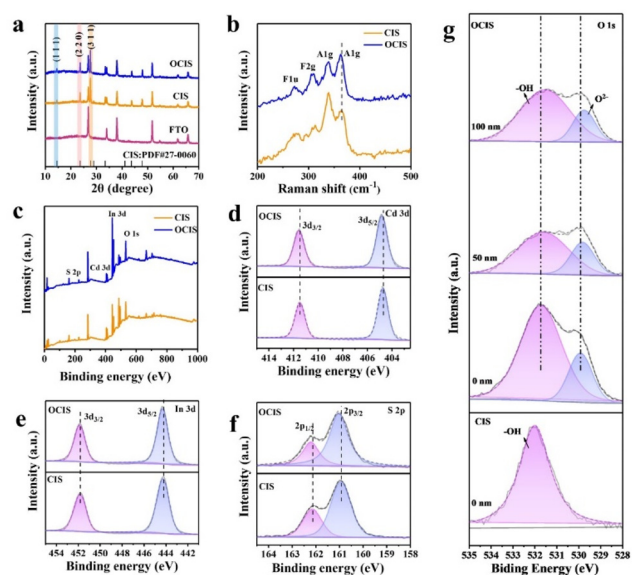 a
(1 1 1)
(2 2 0)
(3 1 1)
OCIS
CIS
FTO
CIS:PDF#27-0060
Intensity (a.u.)
10 20 30 40 50 60 70
2θ (degree)
b
CIS
OCIS
F1u
F2g
A1g
A1g
Intensity (a.u.)
200 300 400 500
Raman shift (cm-1)
c
CIS
OCIS
In 3d
O 1s
S 2p
Cd 3d
Intensity (a.u.)
0 200 400 600 800 1000
Binding energy (eV)
d
OCIS
3d3/2
3d5/2
Cd 3d
CIS
Intensity (a.u.)
414 412 410 408 406 404
Binding energy (eV)
e
OCIS
3d3/2
3d5/2
In 3d
CIS
Intensity (a.u.)
454 452 450 448 446 444 442
Binding energy (eV)
f
OCIS
2p1/2
2p3/2
S 2p
CIS
Intensity (a.u.)
164 163 162 161 160 159 158
Binding energy (eV)
g
OCIS
O 1s
-OH
O2-
100 nm
50 nm
0 nm
CIS
-OH
0 nm
Intensity (a.u.)
535 534 533 532 531 530 529 528
Binding Energy (eV)